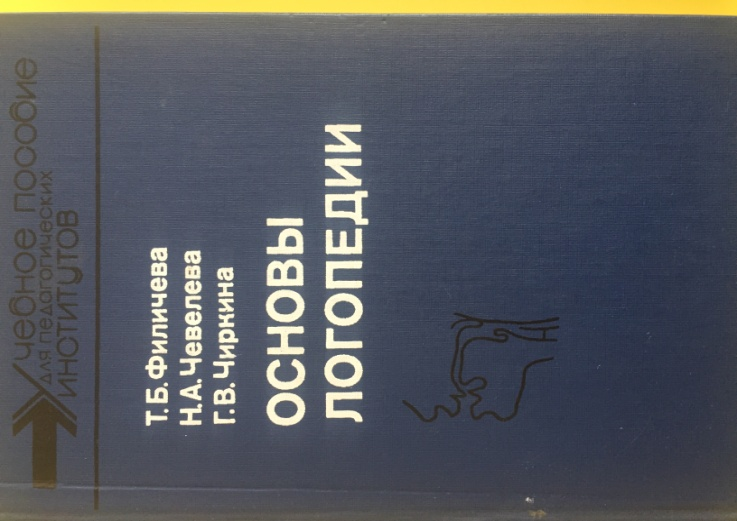 Учебное пособие
для педагогических
институтов
Т.Б. Филичева
Н.А. Чевелева
Г.В. Чиркина
ОСНОВЫ
ЛОГОПЕДИИ